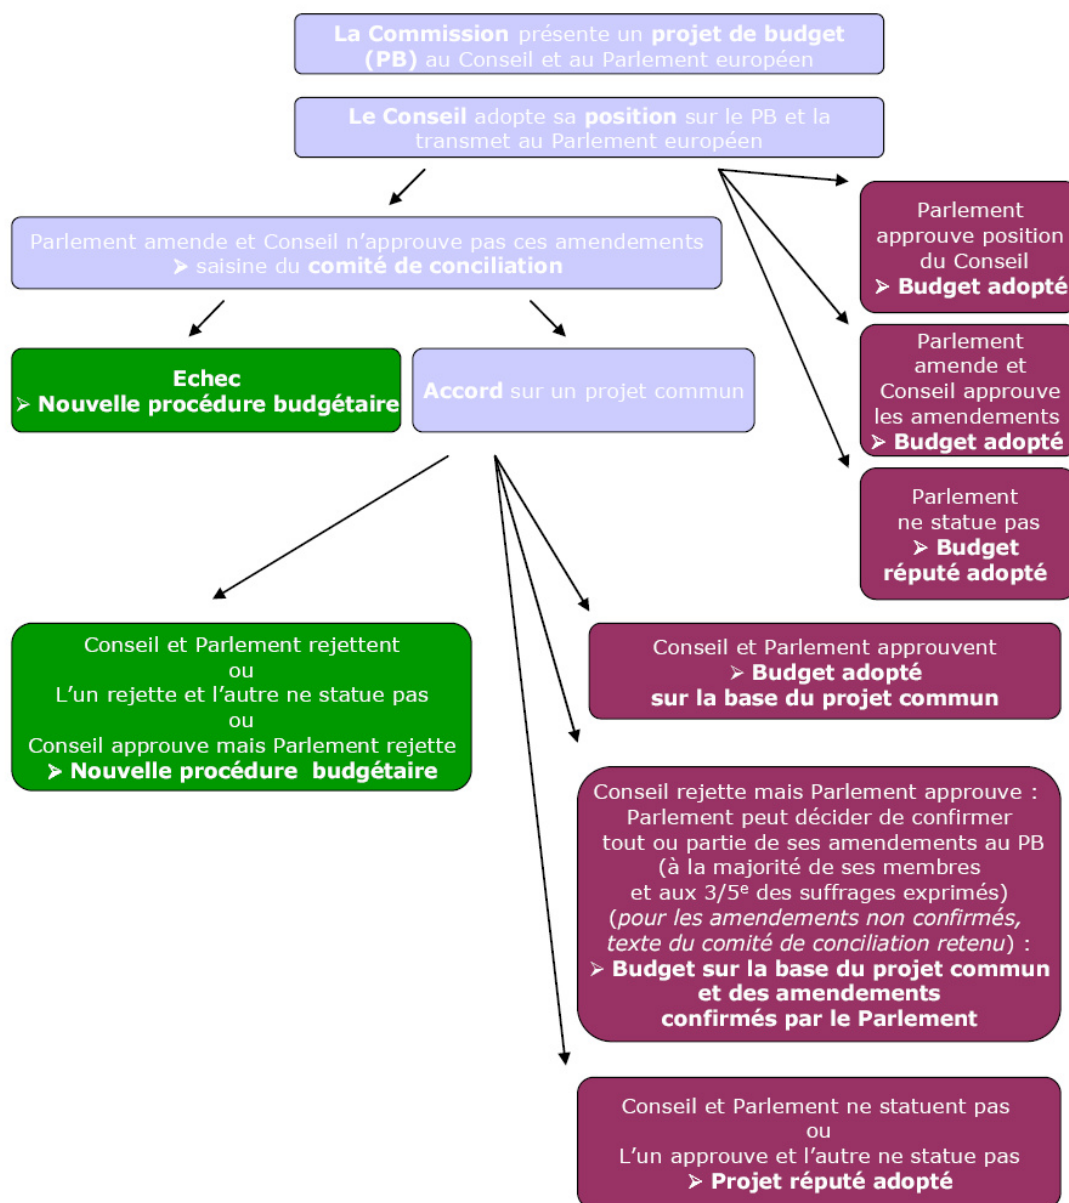 La Commission présente un projet de budget
(PB) au Conseil et au Parlement européen
Le Conseil adopte sa position sur le PB et la
transmet au Parlement européen
Parlement amende et Conseil n'approuve pas ces amendements
➢ saisine du comité de conciliation
Parlement
approuve position
du Conseil
➢ Budget adopté
Parlement
amende et
Conseil approuve
les amendements
➢ Budget adopté
Parlement
ne statue pas
➢ Budget
réputé adopté
Echec
➢ Nouvelle procédure budgétaire
Accord sur un projet commun
Conseil et Parlement rejettent
ou
L'un rejette et l'autre ne statue pas
ou
Conseil approuve mais Parlement rejette
➢ Nouvelle procédure budgétaire
Conseil et Parlement approuvent
➢ Budget adopté
sur la base du projet commun
Conseil rejette mais Parlement approuve :
Parlement peut décider de confirmer
tout ou partie de ses amendements au PB
(à la majorité de ses membres
et aux 3/5e des suffrages exprimés)
(pour les amendements non confirmés,
texte du comité de conciliation retenu) :
➢ Budget sur la base du projet commun
et des amendements
confirmés par le Parlement
Conseil et Parlement ne statuent pas
ou
L'un approuve et l'autre ne statue pas
➢ Projet réputé adopté